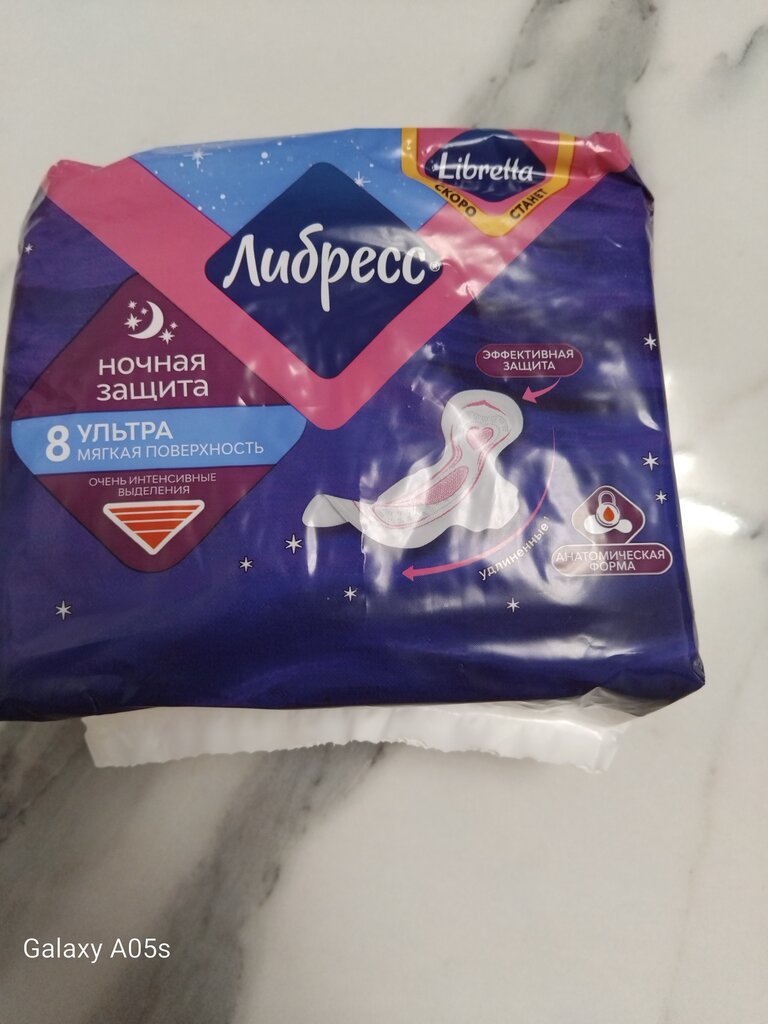 Libretta
СКОРО СТАНЕТ
Либресс®
НОЧНАЯ
ЗАЩИТА
8 УЛЬТРА
МЯГКАЯ ПОВЕРХНОСТЬ
ОЧЕНЬ ИНТЕНСИВНЫЕ
ВЫДЕЛЕНИЯ
ЭФФЕКТИВНАЯ
ЗАЩИТА
удлиненные
АНАТОМИЧЕСКАЯ
ФОРМА
Galaxy A05s